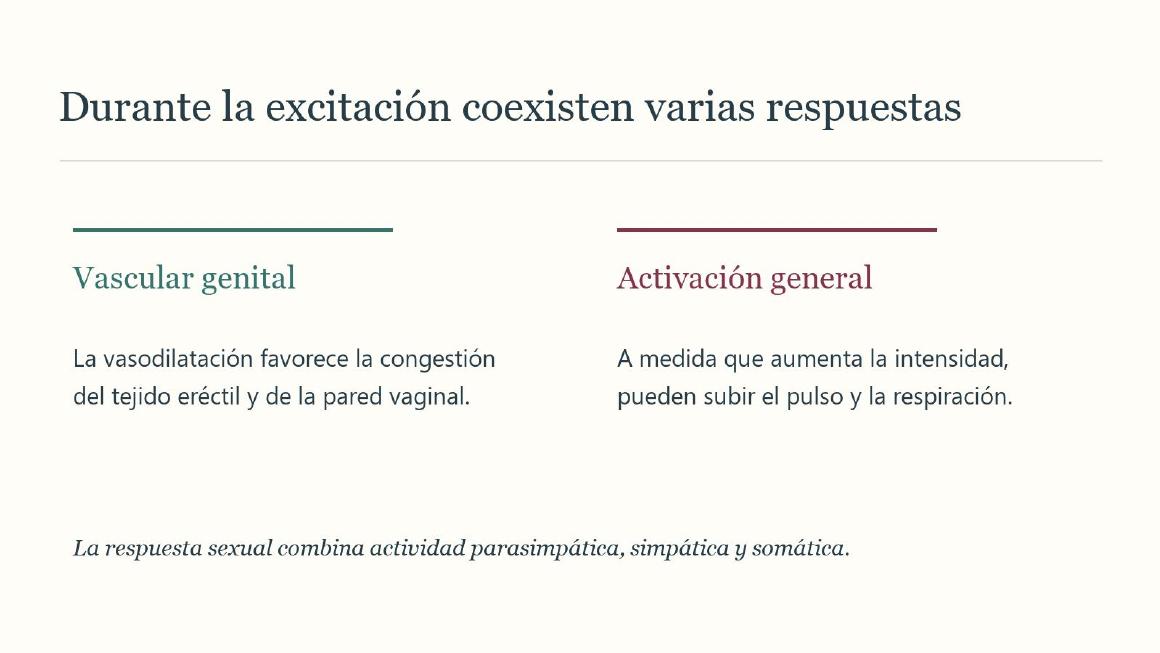 Durante la excitación coexisten varias respuestas
Vascular genital
La vasodilatación favorece la congestión
del tejido eréctil y de la pared vaginal.
Activación general
A medida que aumenta la intensidad,
pueden subir el pulso y la respiración.
La respuesta sexual combina actividad parasimpática, simpática y somática.